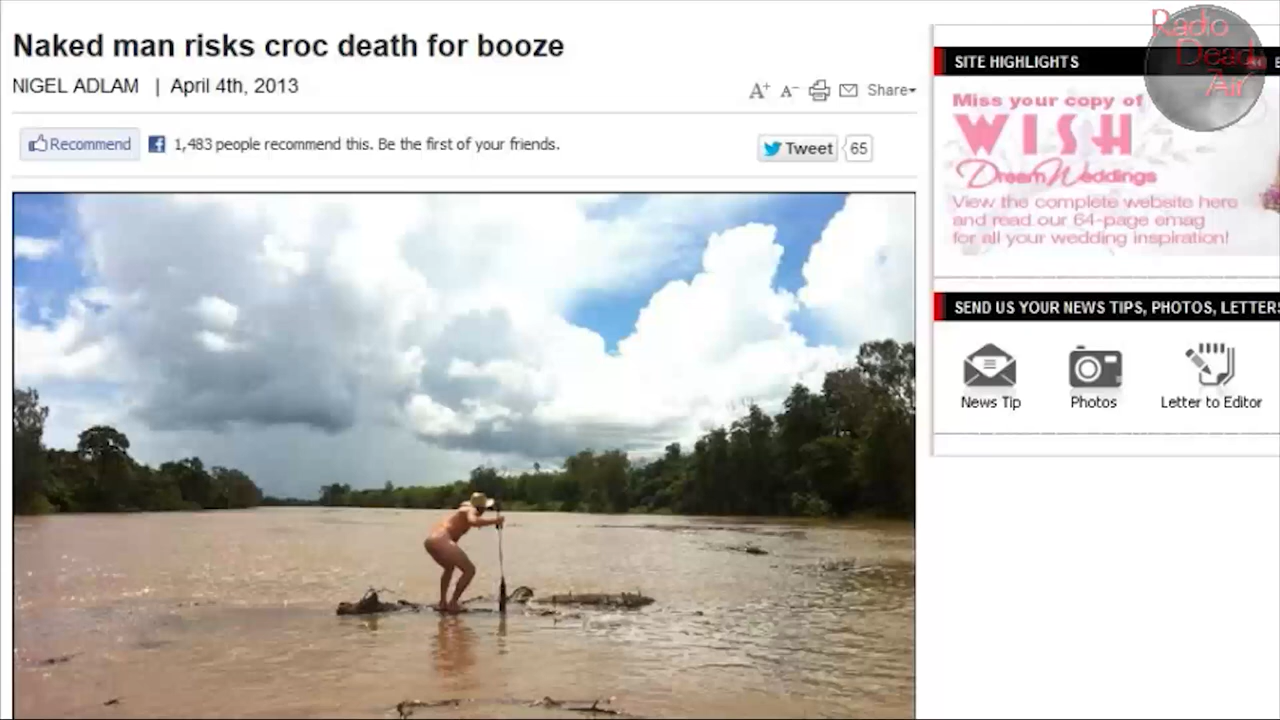 Naked man risks croc death for booze
NIGEL ADLAM | April 4th, 2013
A+ A- Share
Recommend
1,483 people recommend this. Be the first of your friends.
Tweet 65
SITE HIGHLIGHTS
Radio
Dead
Air
Miss your copy of
WISH
Dream Weddings
View the complete website here
and read our 64-page emag
for all your wedding inspiration!
SEND US YOUR NEWS TIPS, PHOTOS, LETTERS
News Tip
Photos
Letter to Editor